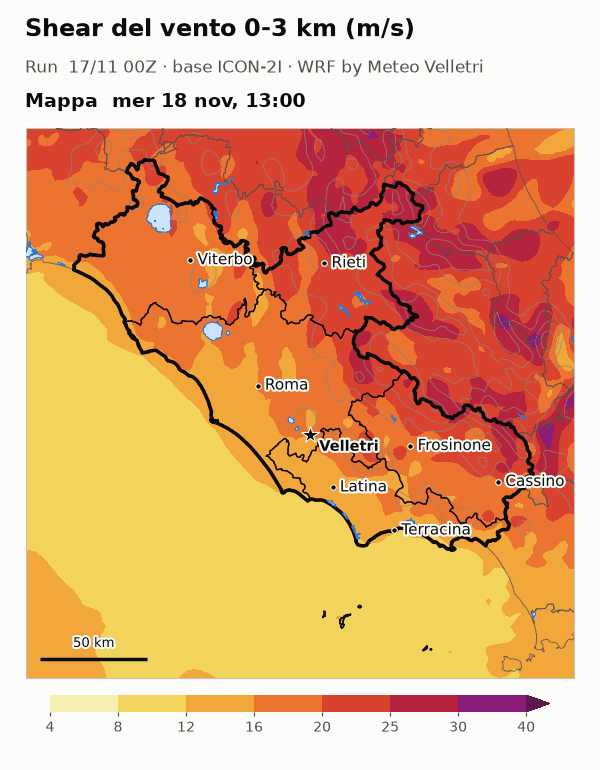 Shear del vento 0-3 km (m/s)
Run  17/11 00Z · base ICON-2I · WRF by Meteo Velletri
Mappa  mer 18 nov, 13:00
Viterbo
Rieti
Roma
Velletri
Frosinone
Cassino
Latina
Terracina
50 km
4 8 12 16 20 25 30 40